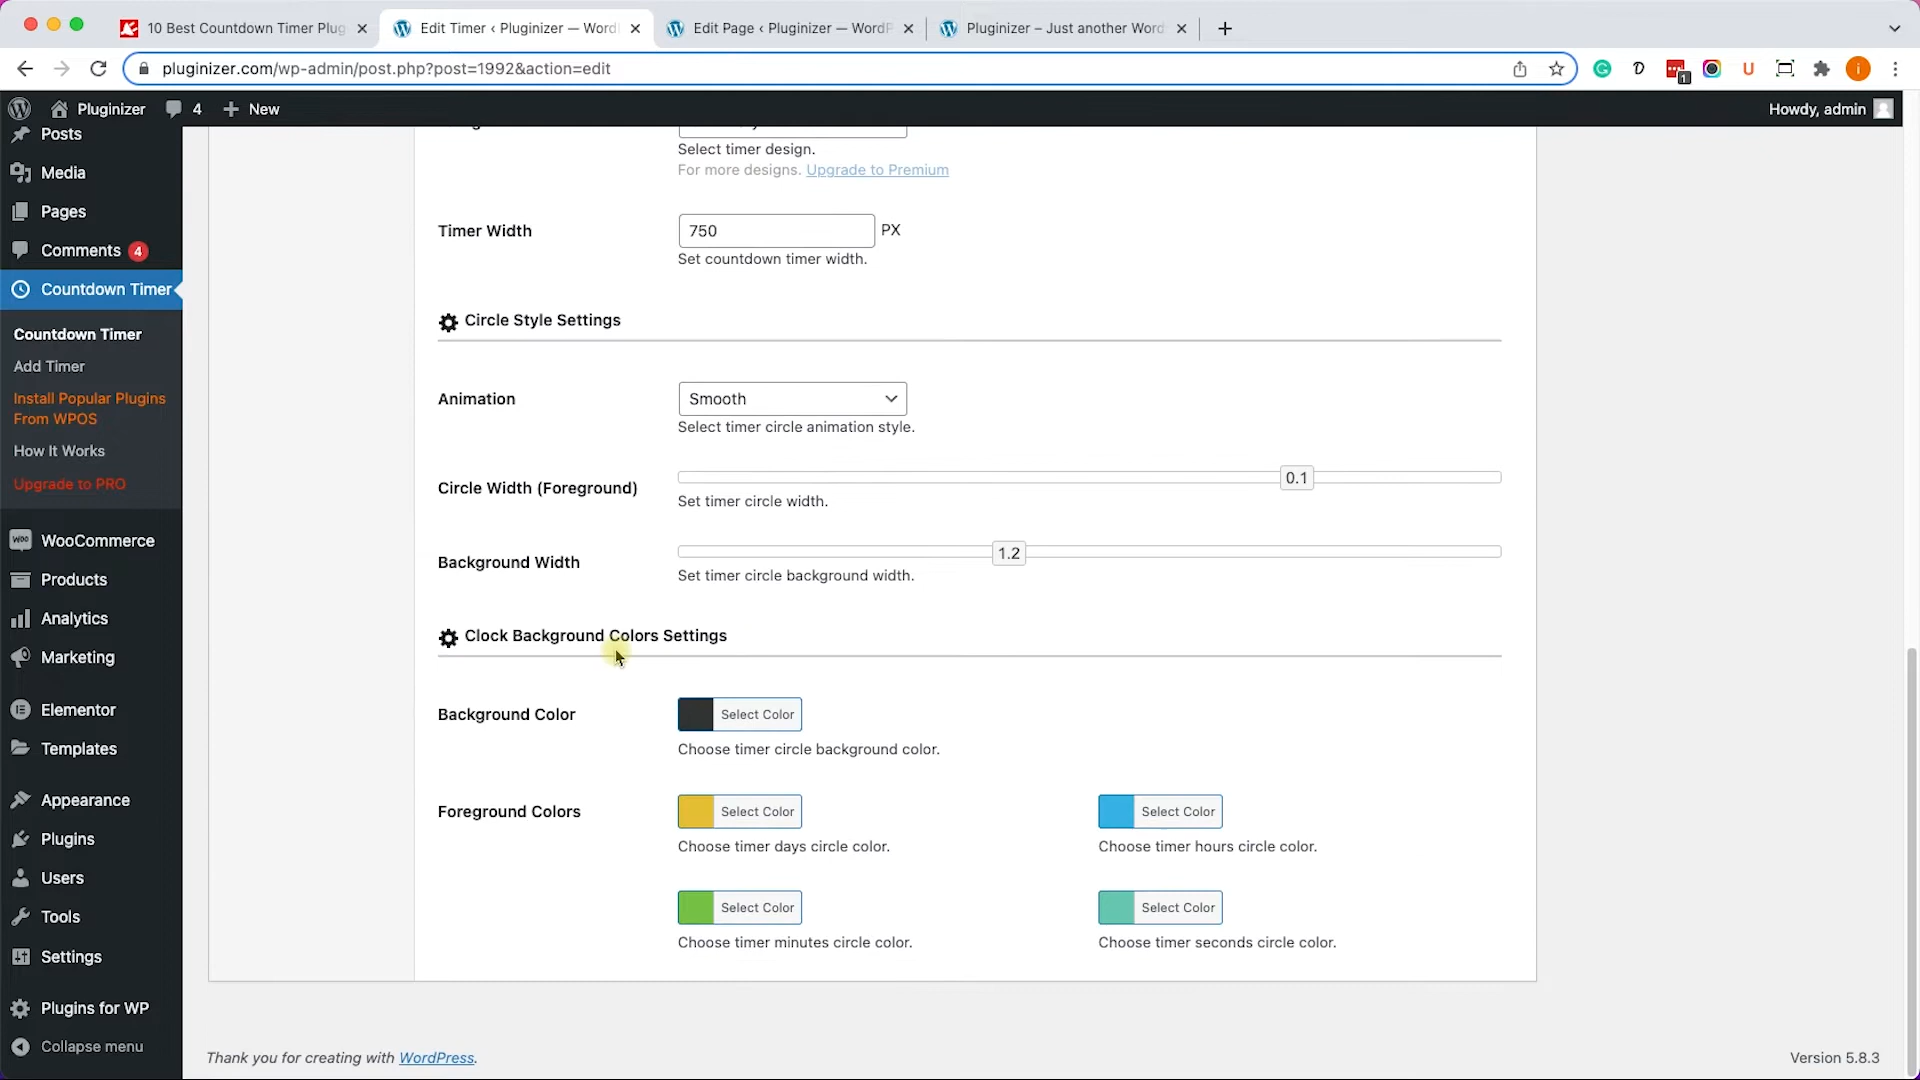 10 Best Countdown Timer Plug
Edit Timer ‹ Pluginizer — Word
Edit Page ‹ Pluginizer — WordP
Pluginizer – Just another Word
pluginizer.com/wp-admin/post.php?post=1992&action=edit
Pluginizer
4
New
Howdy, admin
Posts
Media
Pages
Comments 4
Countdown Timer
Countdown Timer
Add Timer
Install Popular Plugins
From WPOS
How It Works
Upgrade to PRO
WooCommerce
Products
Analytics
Marketing
Elementor
Templates
Appearance
Plugins
Users
Tools
Settings
Plugins for WP
Collapse menu
Select timer design.
For more designs. Upgrade to Premium
Timer Width
750 PX
Set countdown timer width.
Circle Style Settings
Animation
Smooth
Select timer circle animation style.
Circle Width (Foreground)
0.1
Set timer circle width.
Background Width
1.2
Set timer circle background width.
Clock Background Colors Settings
Background Color
Select Color
Choose timer circle background color.
Foreground Colors
Select Color
Choose timer days circle color.
Select Color
Choose timer hours circle color.
Select Color
Choose timer minutes circle color.
Select Color
Choose timer seconds circle color.
Thank you for creating with WordPress.
Version 5.8.3